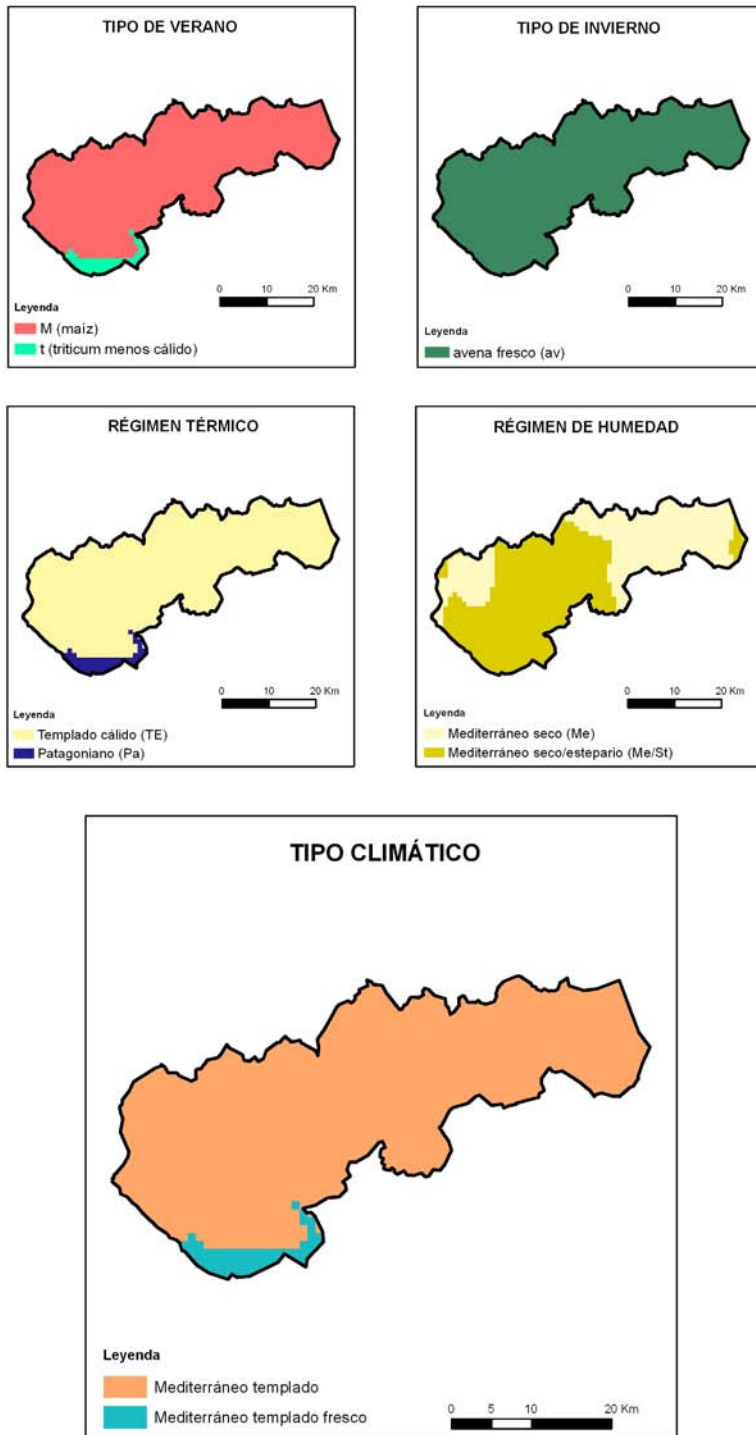 TIPO DE VERANO
0 10 20 Km
Leyenda
M (maíz)
t (triticum menos cálido)
TIPO DE INVIERNO
0 10 20 Km
Leyenda
avena fresco (av)
RÉGIMEN TÉRMICO
0 10 20 Km
Leyenda
Templado cálido (TE)
Patagoniano (Pa)
RÉGIMEN DE HUMEDAD
0 10 20 Km
Leyenda
Mediterráneo seco (Me)
Mediterráneo seco/estepario (Me/St)
TIPO CLIMÁTICO
Leyenda
Mediterráneo templado
Mediterráneo templado fresco
0 5 10 20 Km